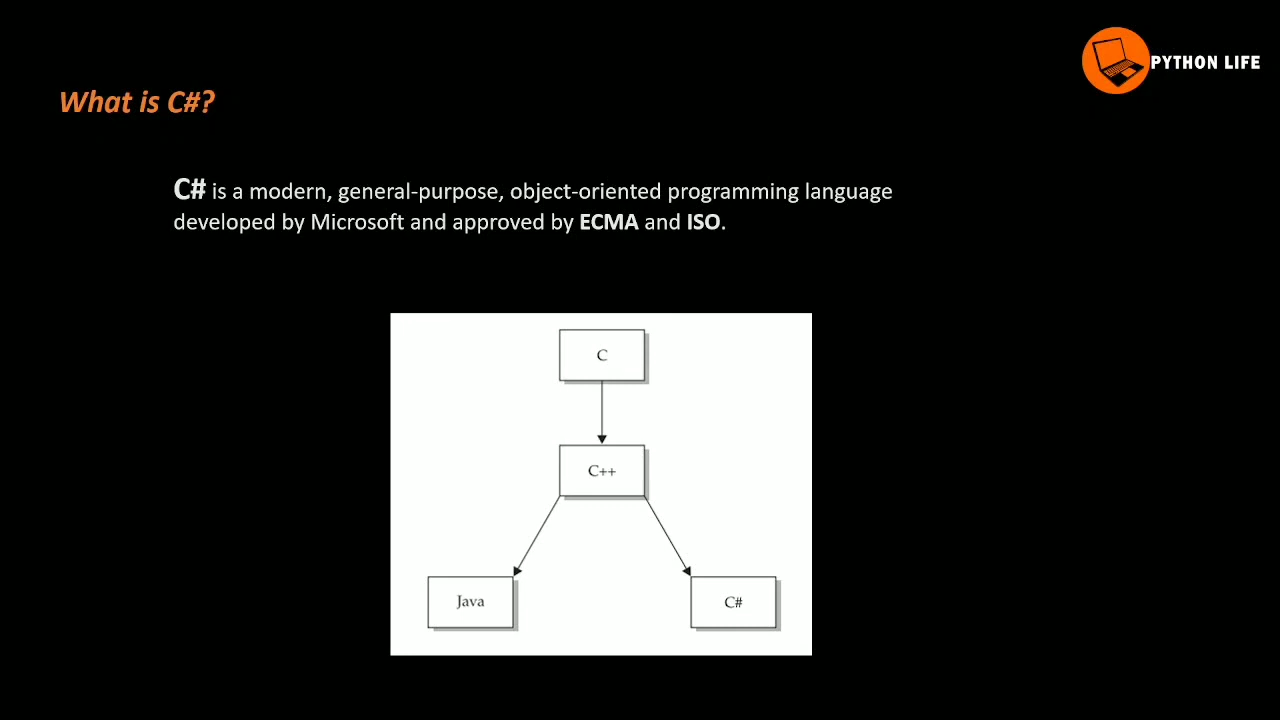 PYTHON LIFE
What is C#?
C# is a modern, general-purpose, object-oriented programming language
developed by Microsoft and approved by ECMA and ISO.
C
C++
Java
C#